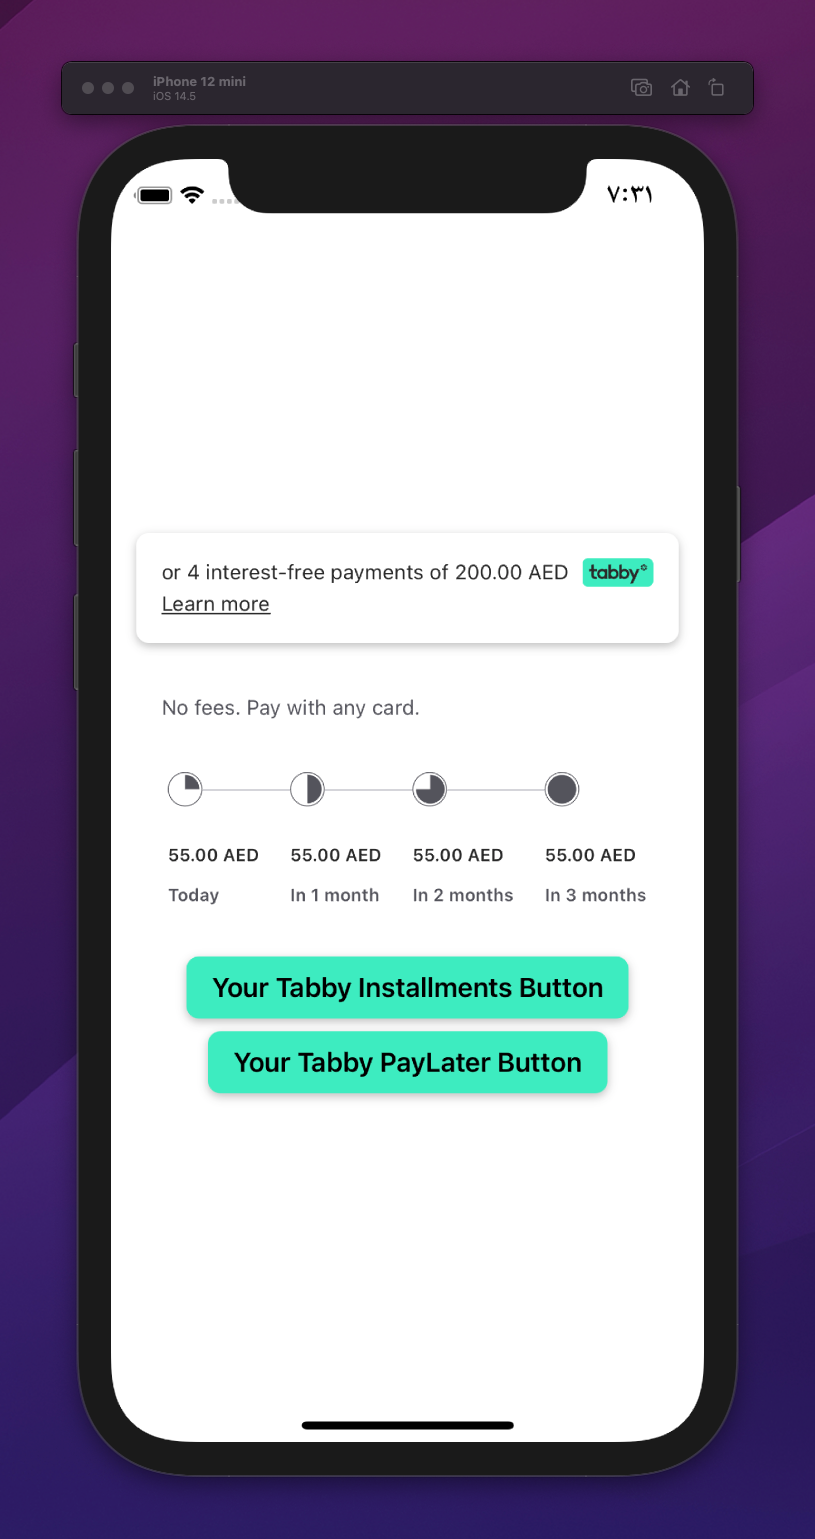 iPhone 12 mini
iOS 14.5
٧:٣١
or 4 interest-free payments of 200.00 AED tabby
Learn more
No fees. Pay with any card.
55.00 AED 55.00 AED 55.00 AED 55.00 AED
Today In 1 month In 2 months In 3 months
Your Tabby Installments Button
Your Tabby PayLater Button